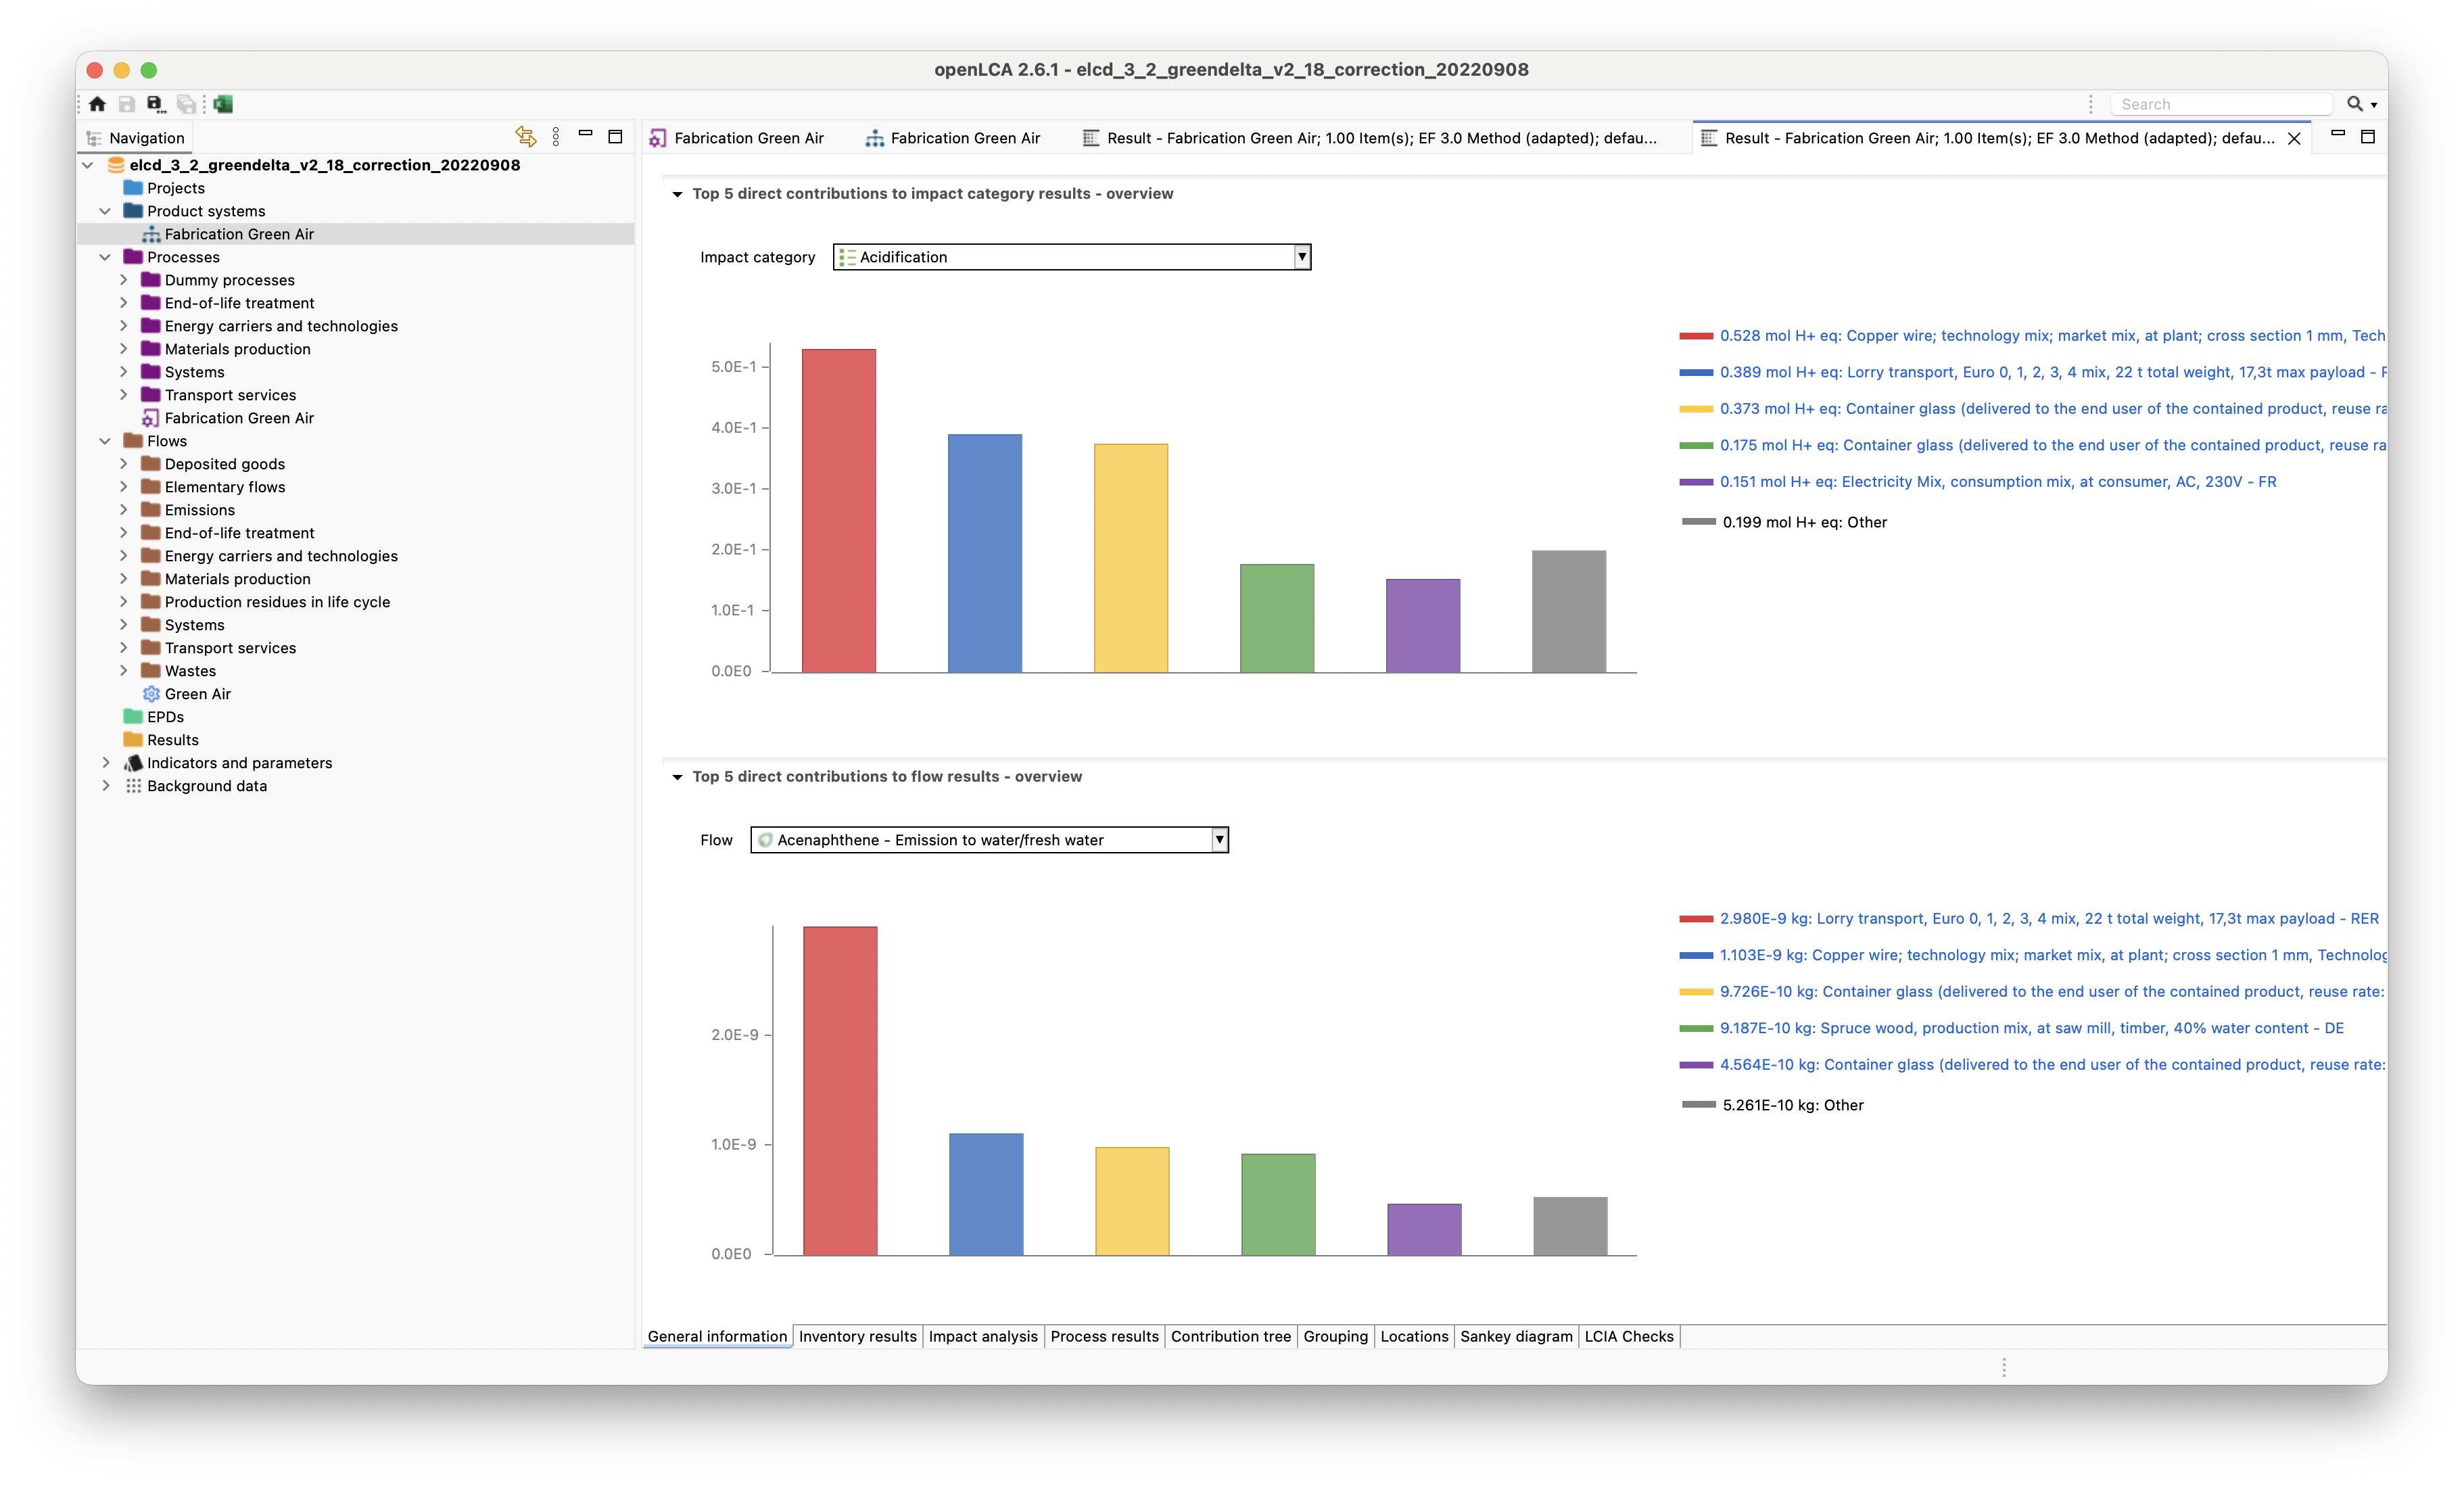 openLCA 2.6.1 - elcd_3_2_greendelta_v2_18_correction_20220908
Search
Navigation
elcd_3_2_greendelta_v2_18_correction_20220908
Projects
Product systems
Fabrication Green Air
Processes
Dummy processes
End-of-life treatment
Energy carriers and technologies
Materials production
Systems
Transport services
Fabrication Green Air
Flows
Deposited goods
Elementary flows
Emissions
End-of-life treatment
Energy carriers and technologies
Materials production
Production residues in life cycle
Systems
Transport services
Wastes
Green Air
EPDs
Results
Indicators and parameters
Background data
Fabrication Green Air
Fabrication Green Air
Result - Fabrication Green Air; 1.00 Item(s); EF 3.0 Method (adapted); defau...
Result - Fabrication Green Air; 1.00 Item(s); EF 3.0 Method (adapted); defau...
Top 5 direct contributions to impact category results - overview
Impact category
Acidification
5.0E-1
4.0E-1
3.0E-1
2.0E-1
1.0E-1
0.0E0
0.528 mol H+ eq: Copper wire; technology mix; market mix, at plant; cross section 1 mm, Tech
0.389 mol H+ eq: Lorry transport, Euro 0, 1, 2, 3, 4 mix, 22 t total weight, 17,3t max payload - R
0.373 mol H+ eq: Container glass (delivered to the end user of the contained product, reuse ra
0.175 mol H+ eq: Container glass (delivered to the end user of the contained product, reuse ra
0.151 mol H+ eq: Electricity Mix, consumption mix, at consumer, AC, 230V - FR
0.199 mol H+ eq: Other
Top 5 direct contributions to flow results - overview
Flow
Acenaphthene - Emission to water/fresh water
2.0E-9
1.0E-9
0.0E0
2.980E-9 kg: Lorry transport, Euro 0, 1, 2, 3, 4 mix, 22 t total weight, 17,3t max payload - RER
1.103E-9 kg: Copper wire; technology mix; market mix, at plant; cross section 1 mm, Technolog
9.726E-10 kg: Container glass (delivered to the end user of the contained product, reuse rate:
9.187E-10 kg: Spruce wood, production mix, at saw mill, timber, 40% water content - DE
4.564E-10 kg: Container glass (delivered to the end user of the contained product, reuse rate:
5.261E-10 kg: Other
General information
Inventory results
Impact analysis
Process results
Contribution tree
Grouping
Locations
Sankey diagram
LCIA Checks